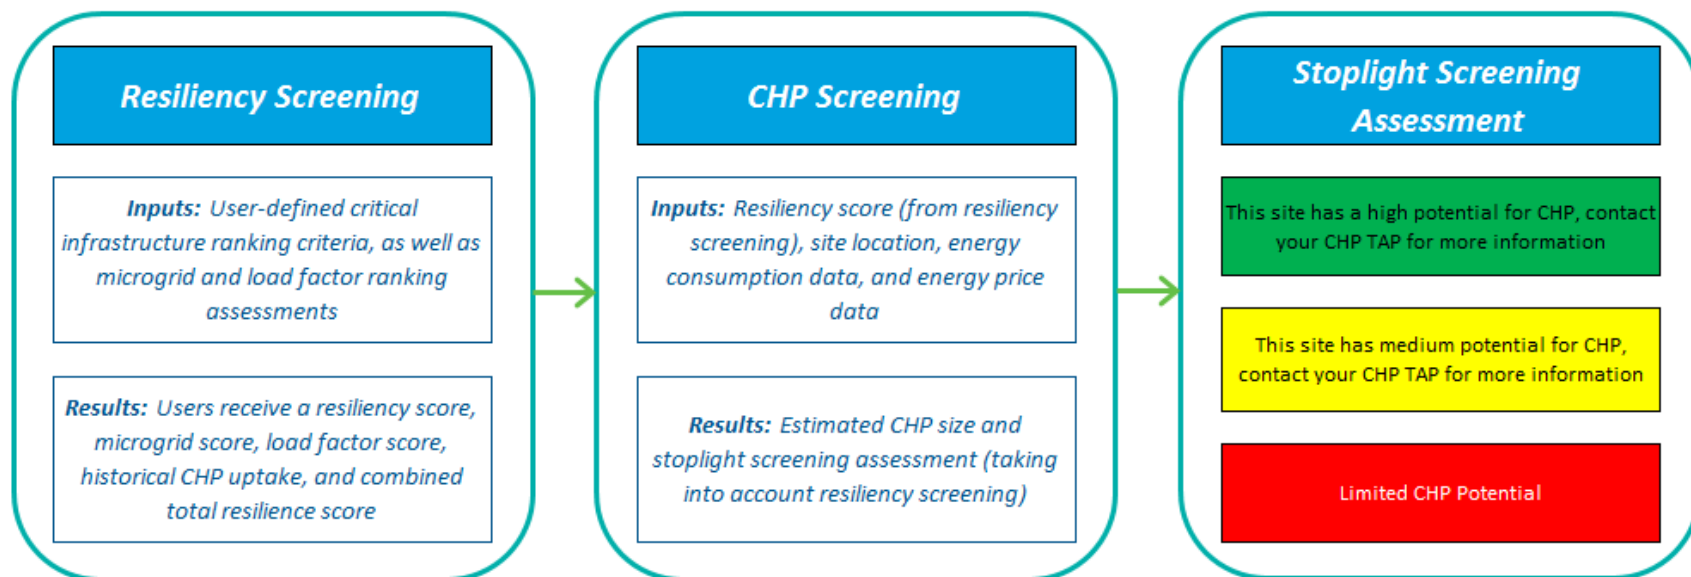 Resiliency Screening
Inputs: User-defined critical
infrastructure ranking criteria, as well as
microgrid and load factor ranking
assessments
Results: Users receive a resiliency score,
microgrid score, load factor score,
historical CHP uptake, and combined
total resilience score
CHP Screening
Inputs: Resiliency score (from resiliency
screening), site location, energy
consumption data, and energy price
data
Results: Estimated CHP size and
stoplight screening assessment (taking
into account resiliency screening)
Stoplight Screening
Assessment
This site has a high potential for CHP, contact
your CHP TAP for more information
This site has medium potential for CHP,
contact your CHP TAP for more information
Limited CHP Potential